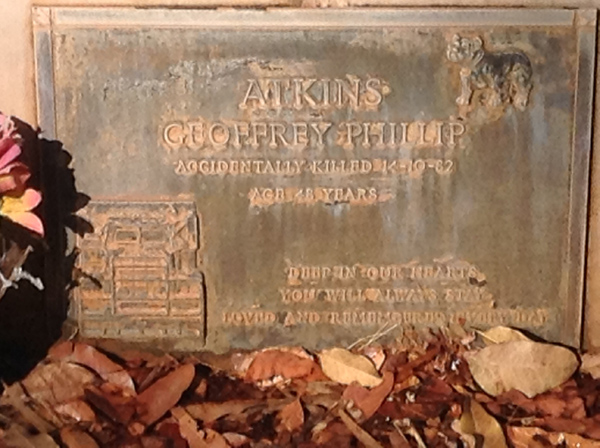 ATKINS
GEOFFREY PHILLIP
ACCIDENTALLY KILLED 14-10-82
AGE 48 YEARS
DEEP IN OUR HEARTS
YOU WILL ALWAYS STAY
LOVED AND REMEMBERED EVERY DAY